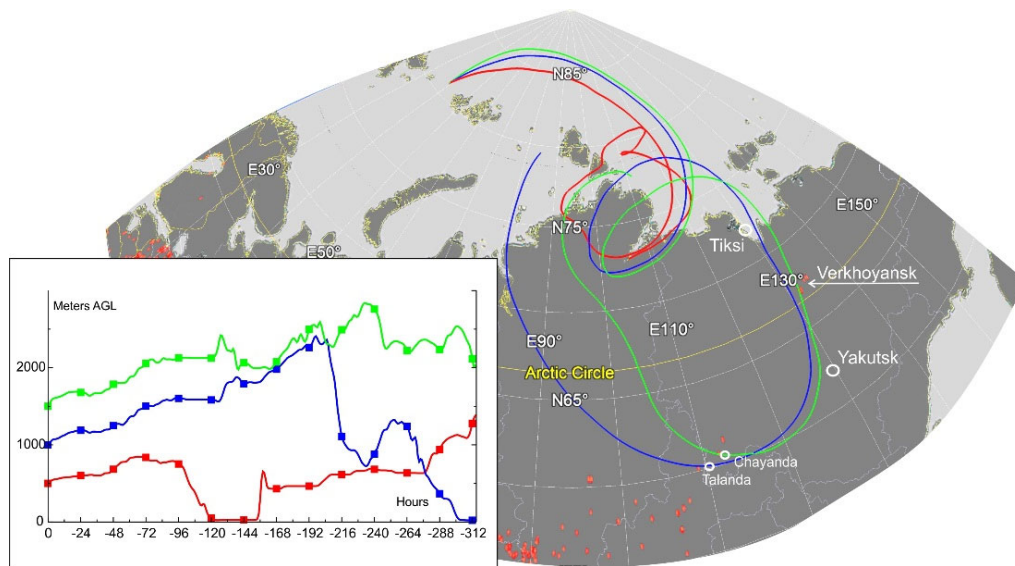 N85°
E30°
E150°
N75°
Tiksi
E50°
E130°
Verkhoyansk
Meters AGL
E110°
E90°
Yakutsk
2000
Arctic Circle
N65°
1000
Chayanda
Talanda
Hours
0
0 -24 -48 -72 -96 -120 -144 -168 -192 -216 -240 -264 -288 -312